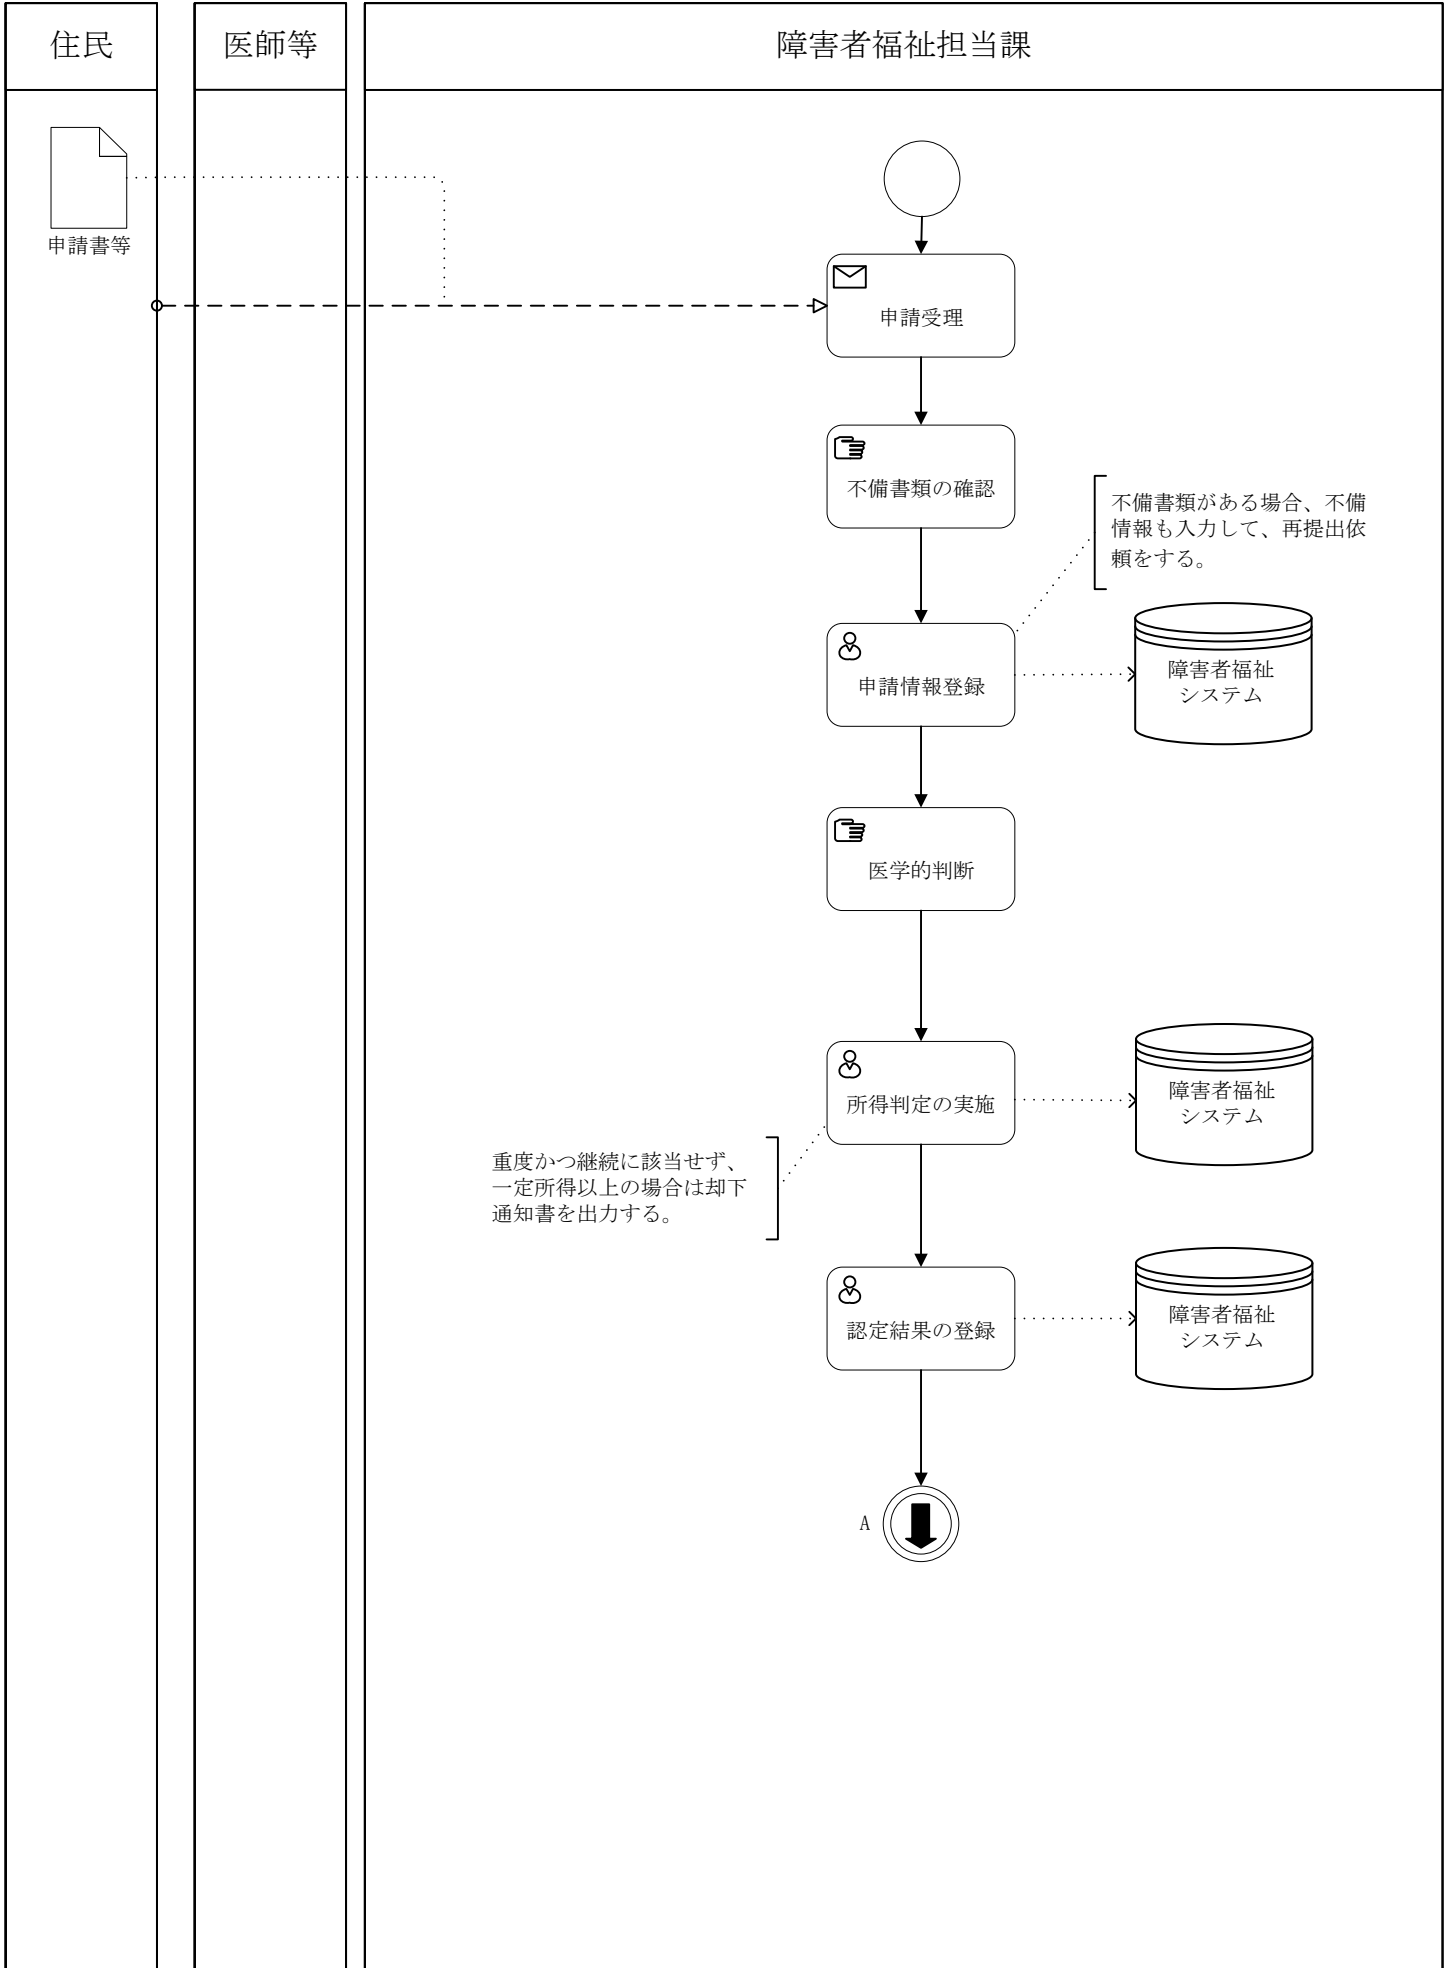 住民
医師等
障害者福祉担当課
申請書等
申請受理
不備書類の確認
不備書類がある場合、不備
情報も入力して、再提出依
頼をする。
申請情報登録
障害者福祉
システム
医学的判断
所得判定の実施
障害者福祉
システム
重度かつ継続に該当せず、
一定所得以上の場合は却下
通知書を出力する。
認定結果の登録
障害者福祉
システム
A